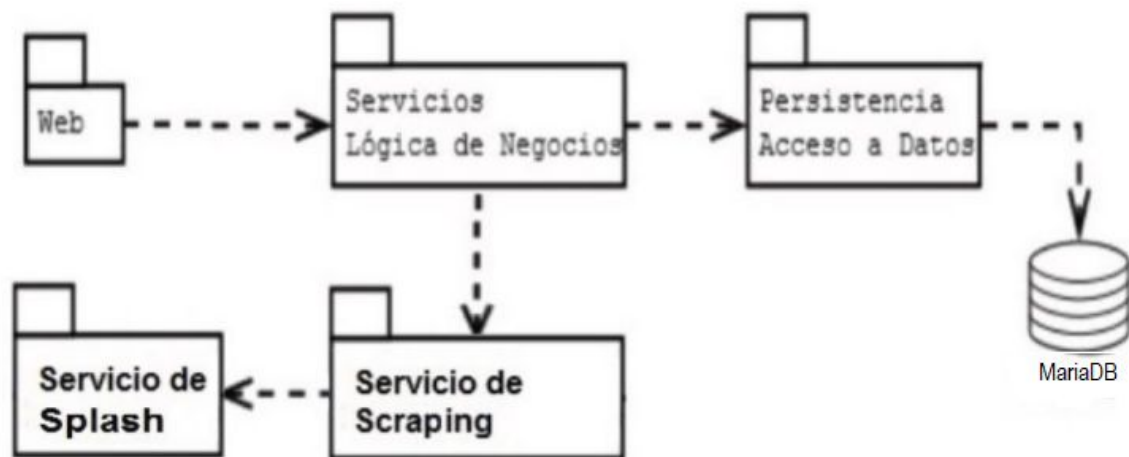 Web
Servicios
Lógica de Negocios
Persistencia
Acceso a Datos
MariaDB
Servicio de
Splash
Servicio de
Scraping